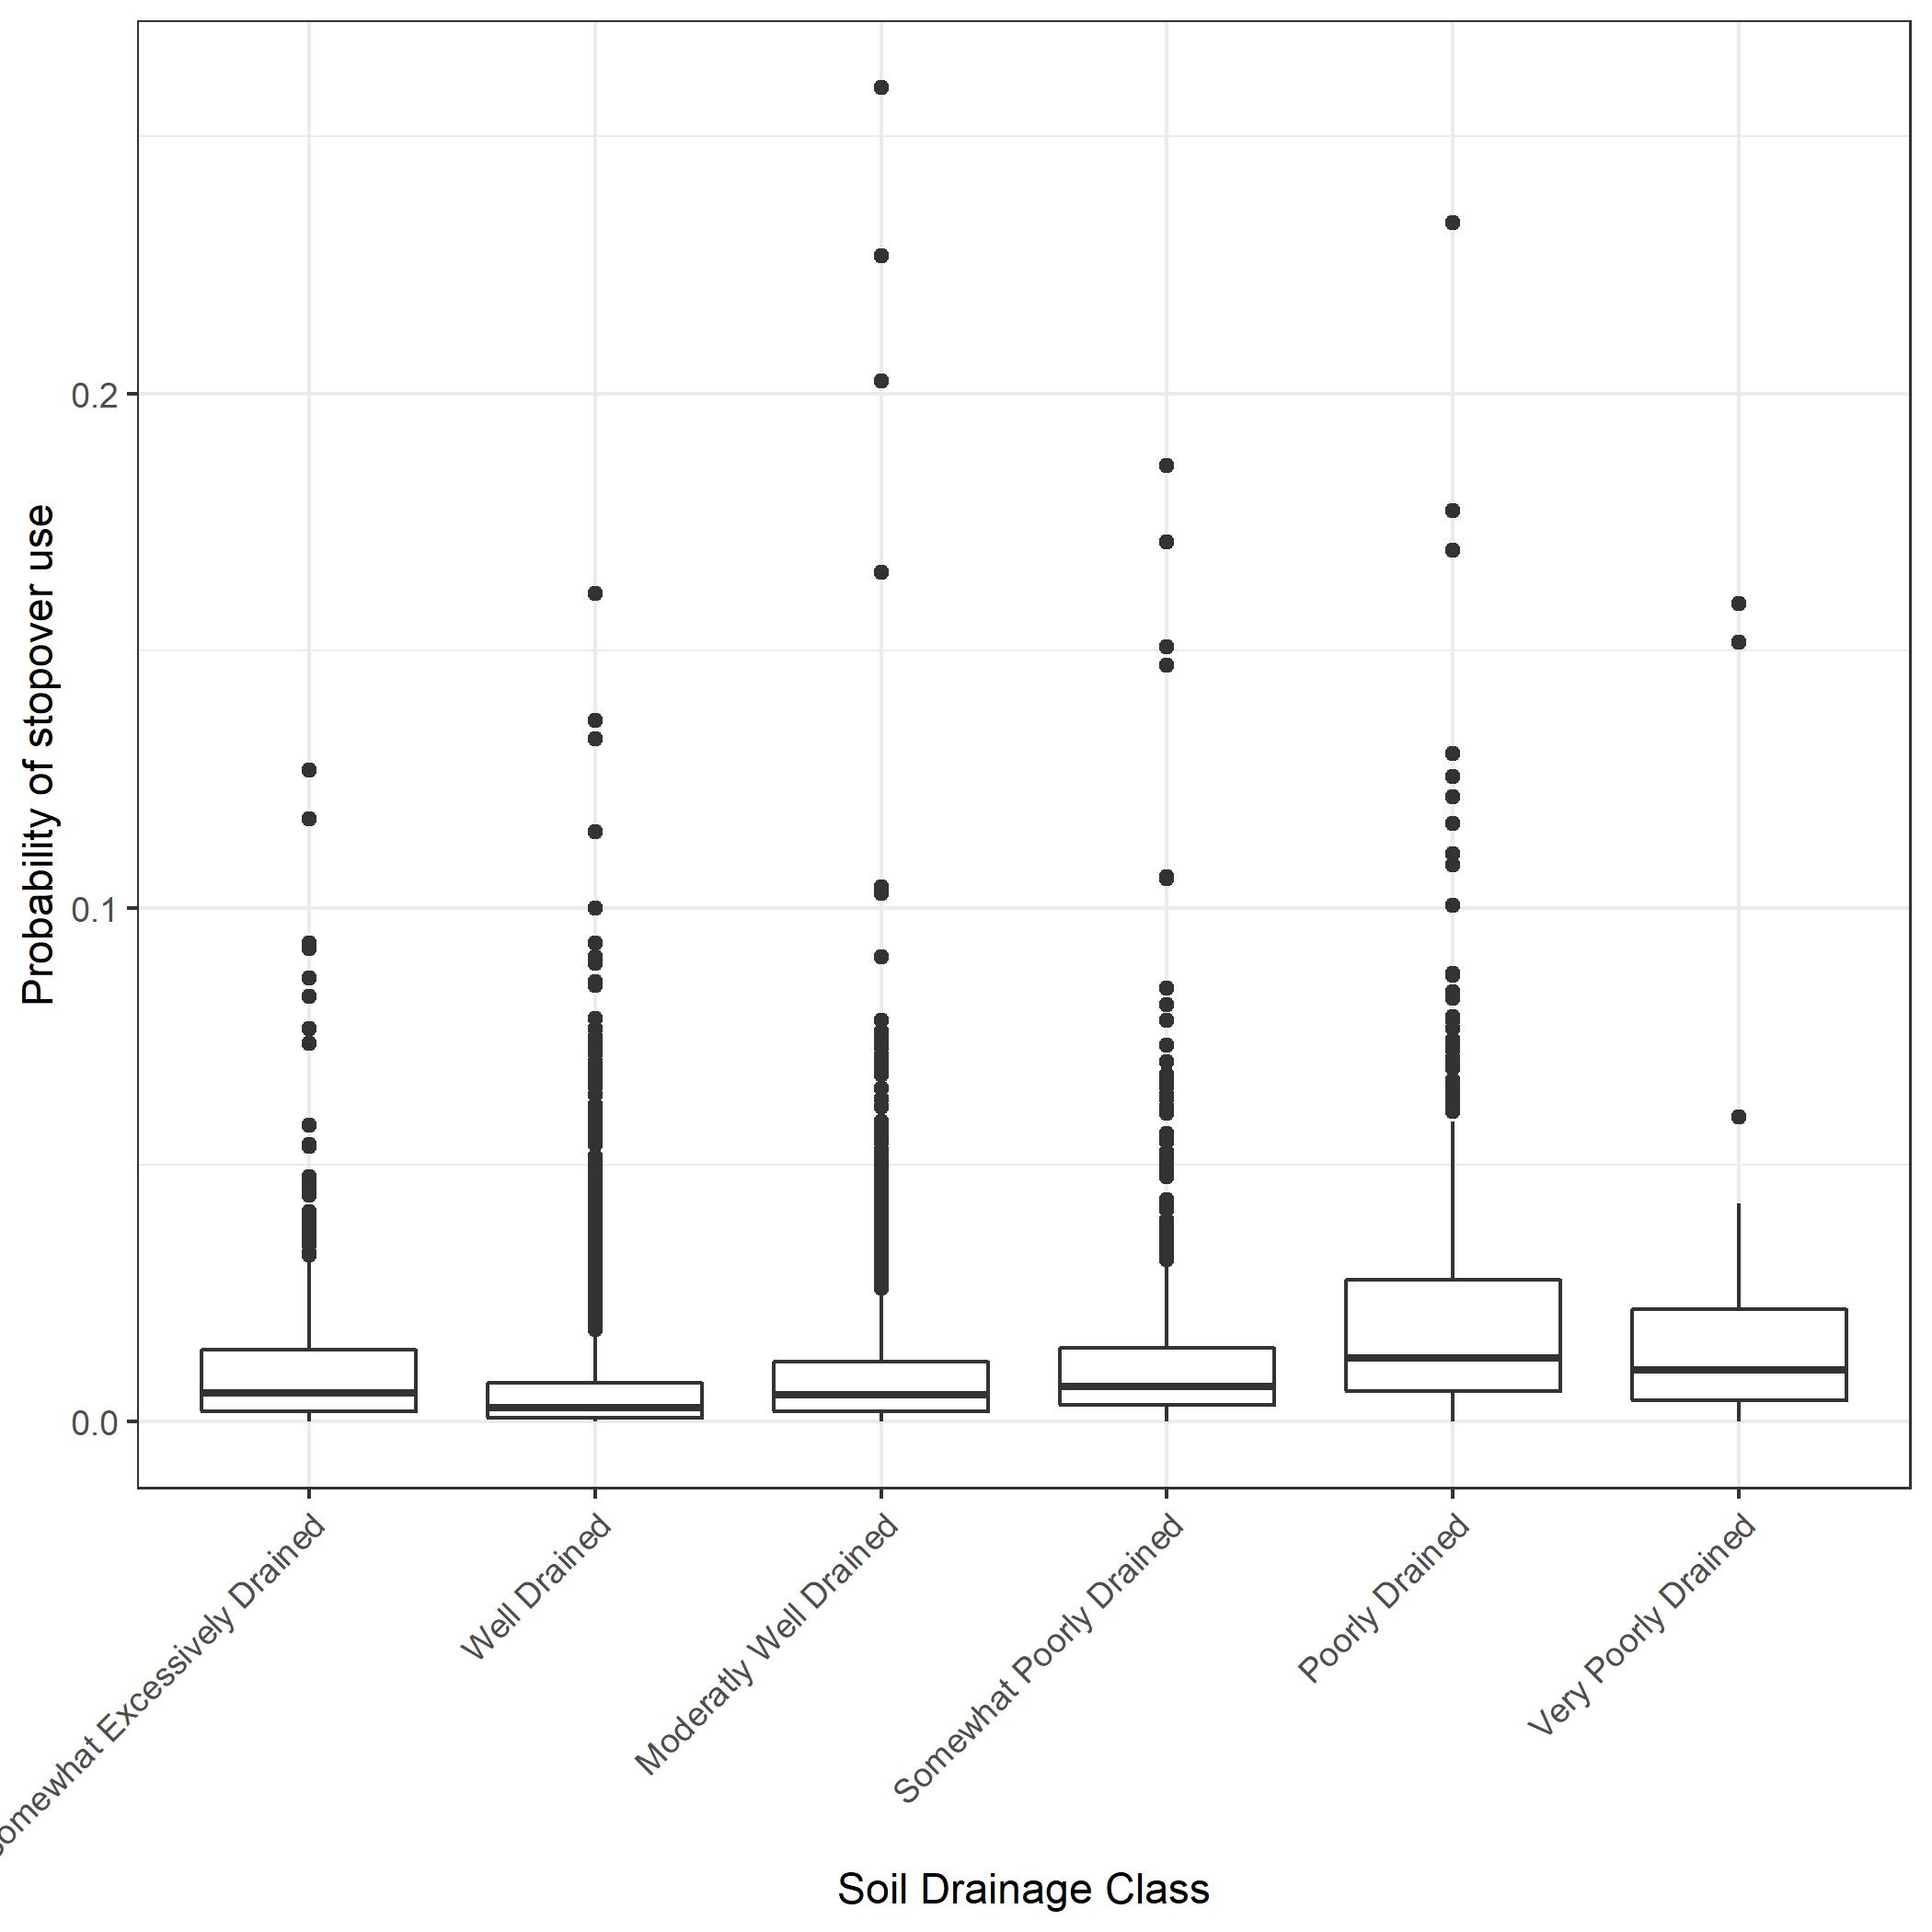 Probability of stopover use
0.2
0.1
0.0
omewhat Excessively Drained
Well Drained
Moderatly Well Drained
Somewhat Poorly Drained
Poorly Drained
Very Poorly Drained
Soil Drainage Class